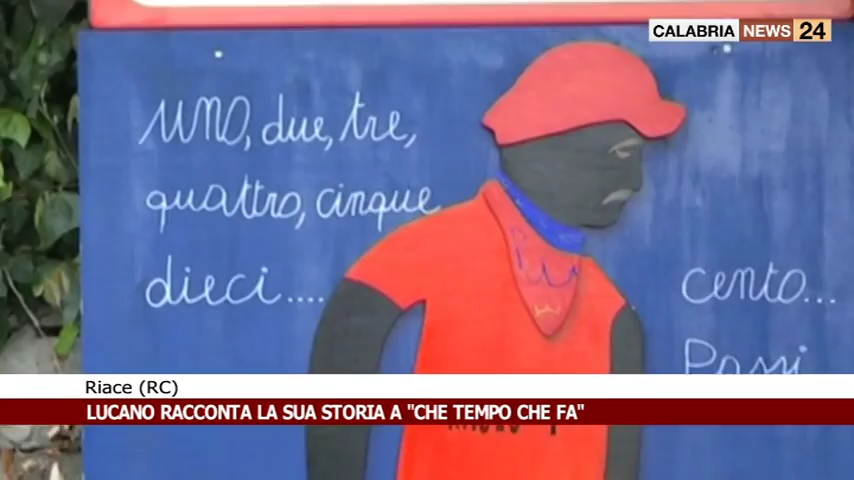 CALABRIA NEWS 24
uno, due, tre,
quattro, cinque
dieci....
cento...
Passi
Riace (RC)
LUCANO RACCONTA LA SUA STORIA A "CHE TEMPO CHE FA"